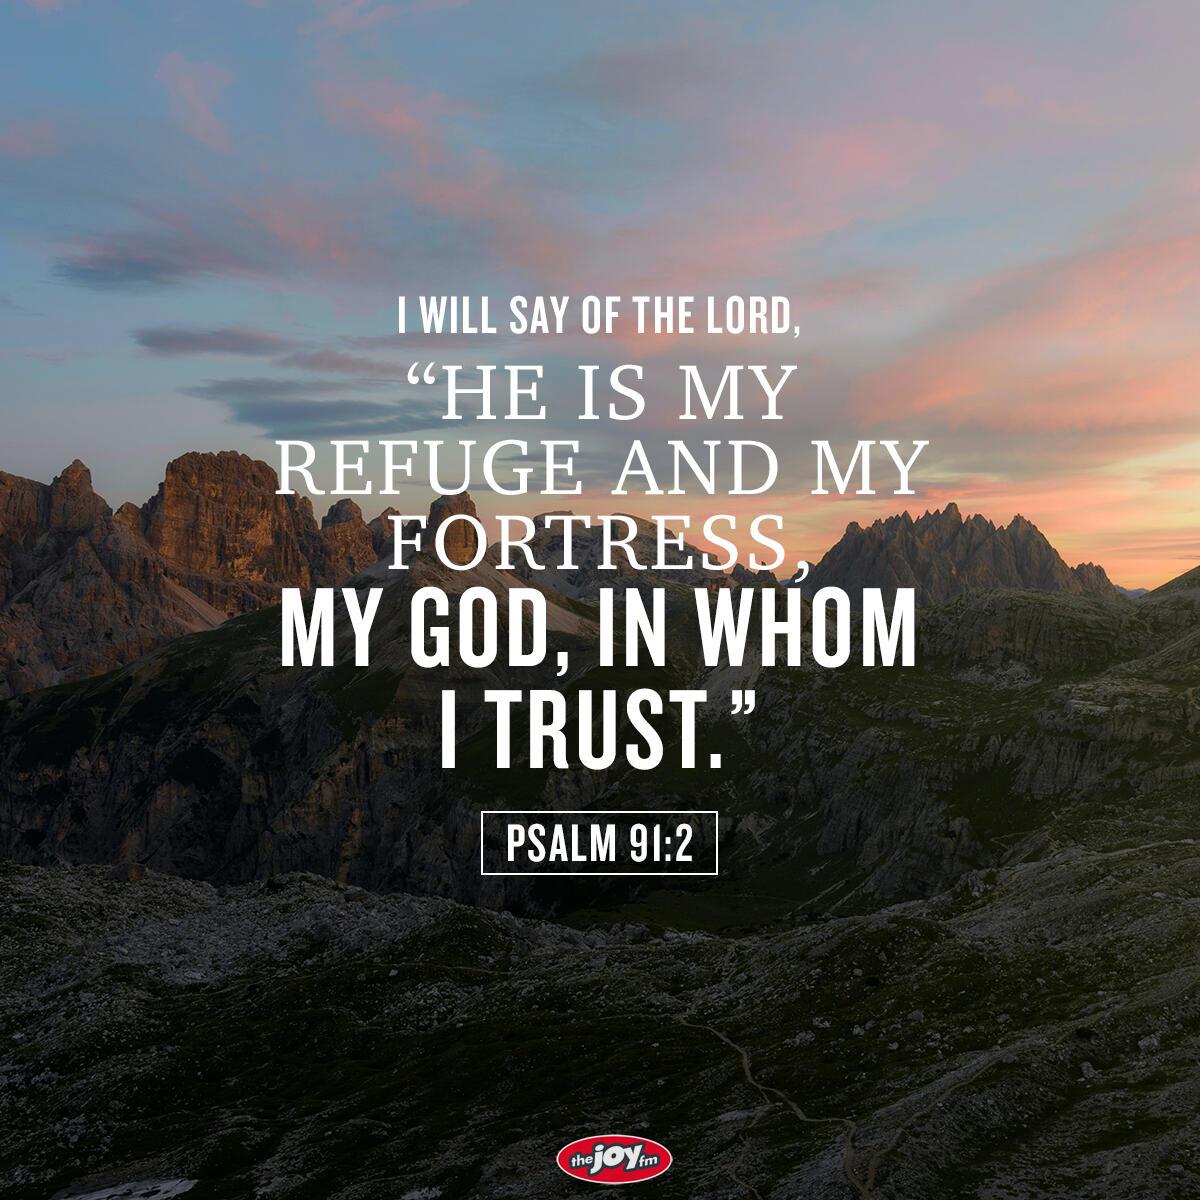 I WILL SAY OF THE LORD,
“HE IS MY
REFUGE AND MY
FORTRESS,
MY GOD, IN WHOM
I TRUST.”
PSALM 91:2
the joy fm